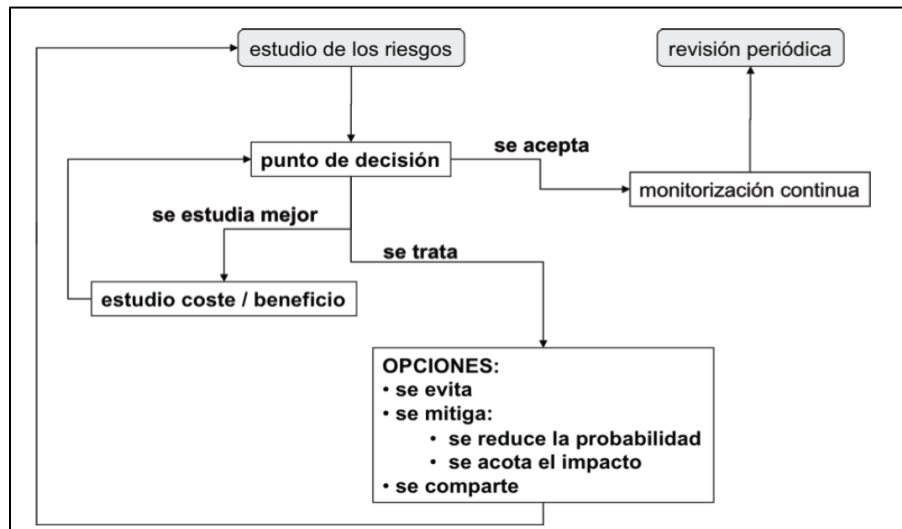 estudio de los riesgos
revisión periódica
punto de decisión
se acepta
monitorización continua
se estudia mejor
se trata
estudio coste / beneficio
OPCIONES:
• se evita
• se mitiga:
• se reduce la probabilidad
• se acota el impacto
• se comparte